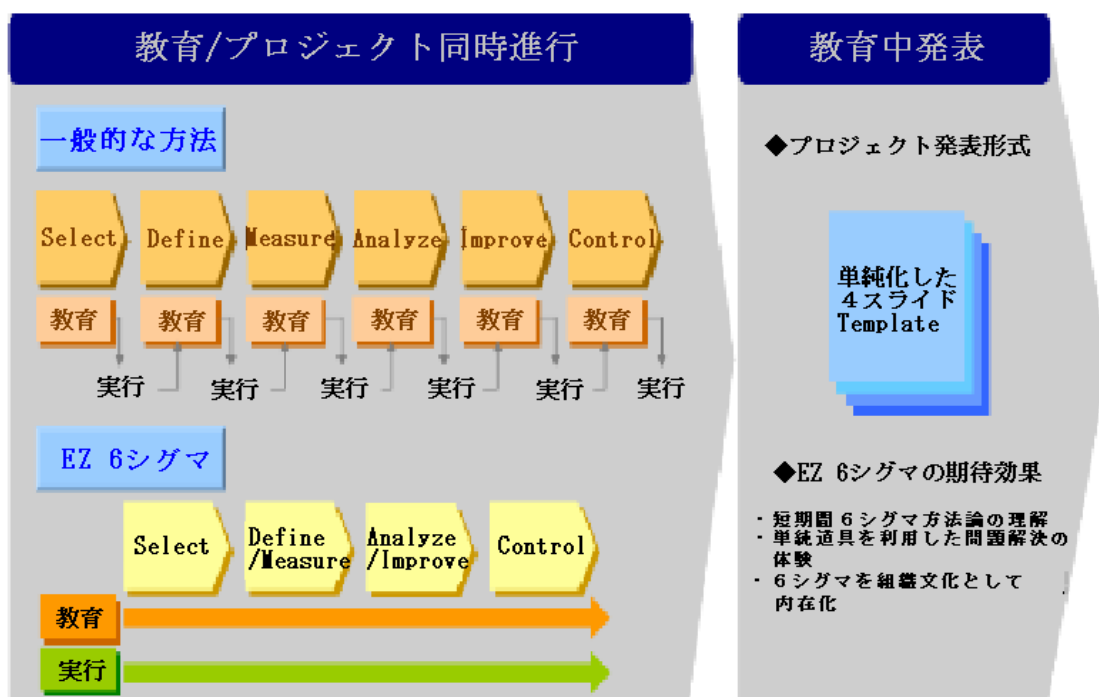 教育/プロジェクト同時進行
一般的な方法
Select
Define
Measure
Analyze
Improve
Control
教育
教育
教育
教育
教育
教育
実行
実行
実行
実行
実行
実行
EZ 6シグマ
Select
Define
/Measure
Analyze
/Improve
Control
教育
実行
教育中発表
◆プロジェクト発表形式
単純化した
４スライド
Template
◆EZ 6シグマの期待効果
・短期間６シグマ方法論の理解
・単純道具を利用した問題解決の
体験
・６シグマを組織文化として
内在化